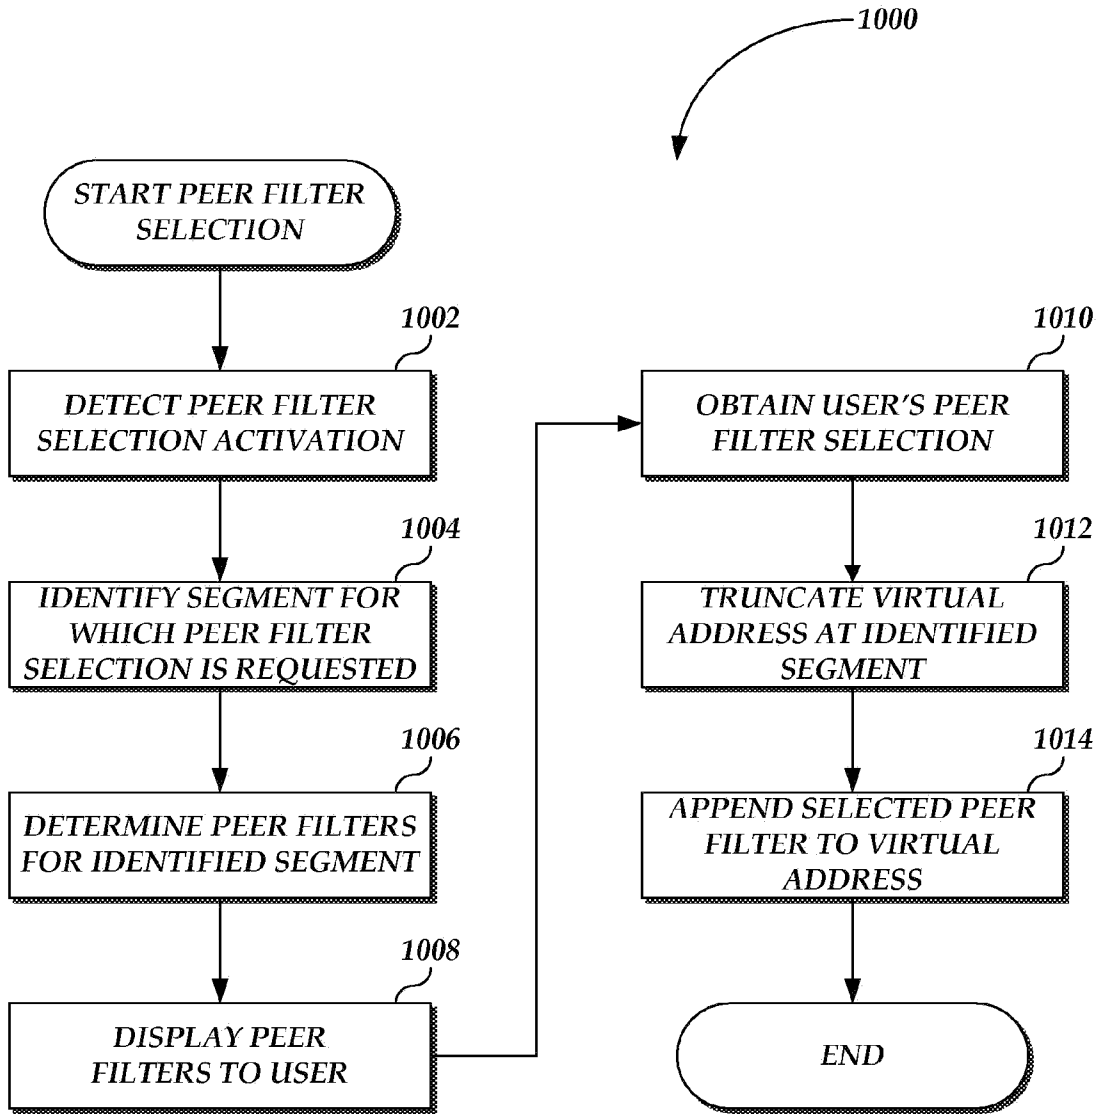 1000
START PEER FILTER
SELECTION
1002
DETECT PEER FILTER
SELECTION ACTIVATION
1004
IDENTIFY SEGMENT FOR
WHICH PEER FILTER
SELECTION IS REQUESTED
1006
DETERMINE PEER FILTERS
FOR IDENTIFIED SEGMENT
1008
DISPLAY PEER
FILTERS TO USER
1010
OBTAIN USER'S PEER
FILTER SELECTION
1012
TRUNCATE VIRTUAL
ADDRESS AT IDENTIFIED
SEGMENT
1014
APPEND SELECTED PEER
FILTER TO VIRTUAL
ADDRESS
END